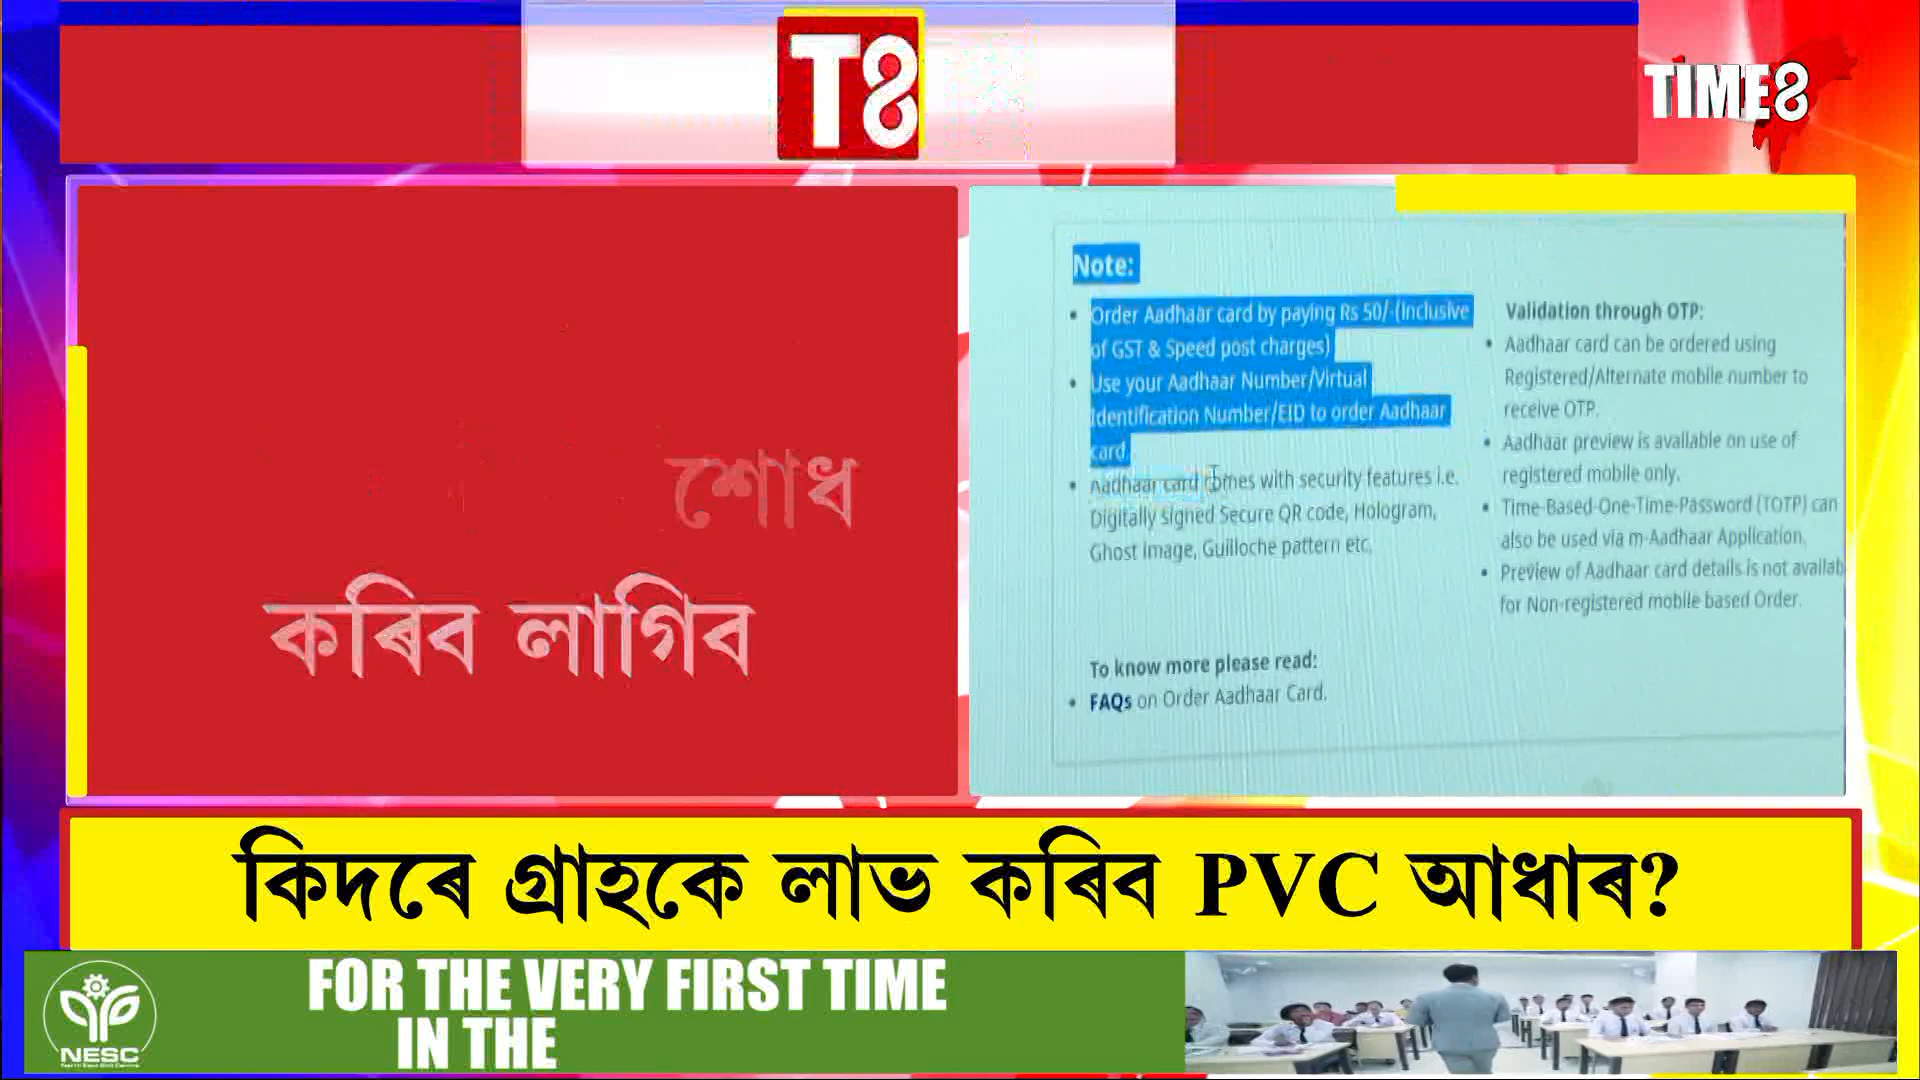 T8
TIME8
শোধ
কৰিব লাগিব
Note:
• Order Aadhaar card by paying Rs 50/-(Inclusive
of GST & Speed post charges)
• Use your Aadhaar Number/Virtual
Identification Number/EID to order Aadhaar
card.
• Aadhaar card comes with security features i.e.
Digitally signed Secure QR code, Hologram,
Ghost image, Guilloche pattern etc.
To know more please read:
• FAQs on Order Aadhaar Card.
Validation through OTP:
• Aadhaar card can be ordered using
Registered/Alternate mobile number to
receive OTP.
• Aadhaar preview is available on use of
registered mobile only.
• Time-Based-One-Time-Password (TOTP) can
also be used via m-Aadhaar Application.
• Preview of Aadhaar card details is not availab
for Non-registered mobile based Order.
কিদৰে গ্ৰাহকে লাভ কৰিব PVC আধাৰ?
NESC
FOR THE VERY FIRST TIME
IN THE